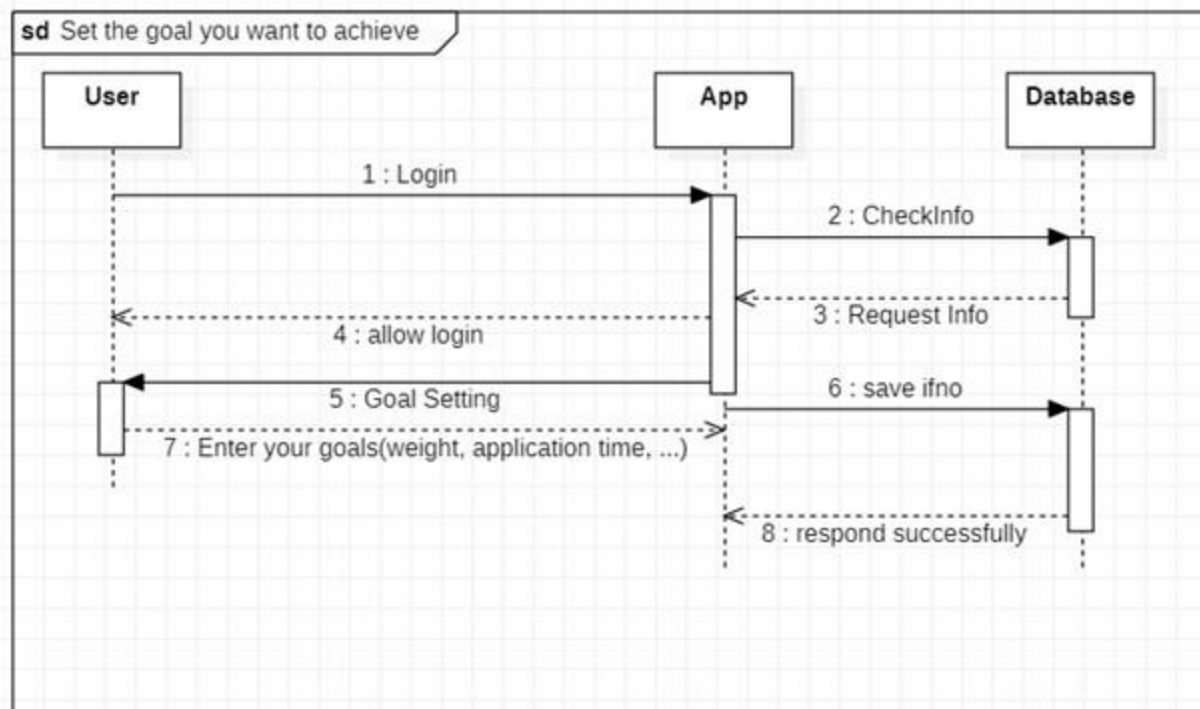 sd Set the goal you want to achieve
User
App
Database
1 : Login
2 : CheckInfo
3 : Request Info
4 : allow login
5 : Goal Setting
6 : save ifno
7 : Enter your goals(weight, application time, ...)
8 : respond successfully